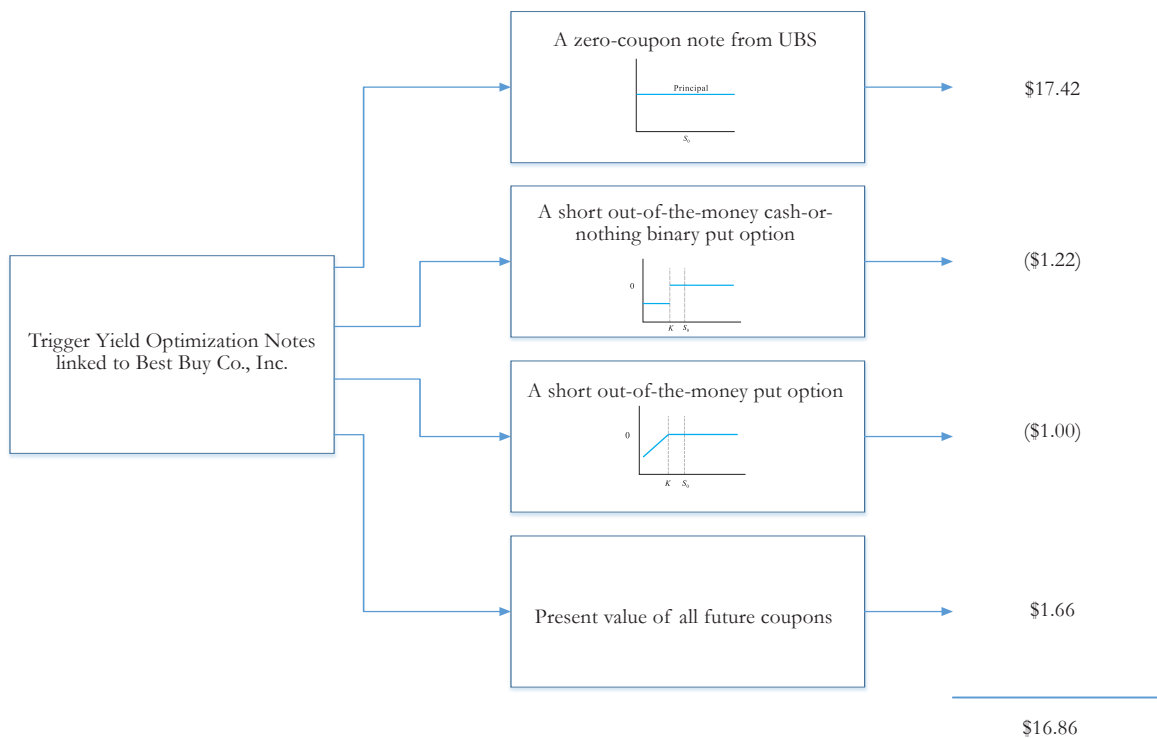 A zero-coupon note from UBS
Principal
S₀
$17.42
A short out-of-the-money cash-or-
nothing binary put option
0
K
S₀
($1.22)
Trigger Yield Optimization Notes
linked to Best Buy Co., Inc.
A short out-of-the-money put option
0
K
S₀
($1.00)
Present value of all future coupons
$1.66
$16.86